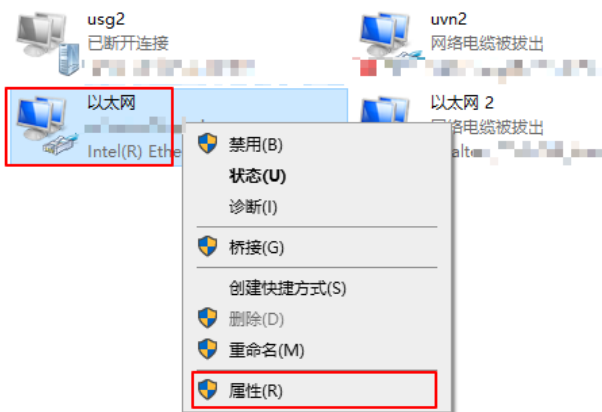 usg2
已断开连接
uvn2
网络电缆被拔出
以太网
Intel(R) Ethe
以太网 2
络电缆被拔出
禁用(B)
状态(U)
诊断(I)
桥接(G)
创建快捷方式(S)
删除(D)
重命名(M)
属性(R)